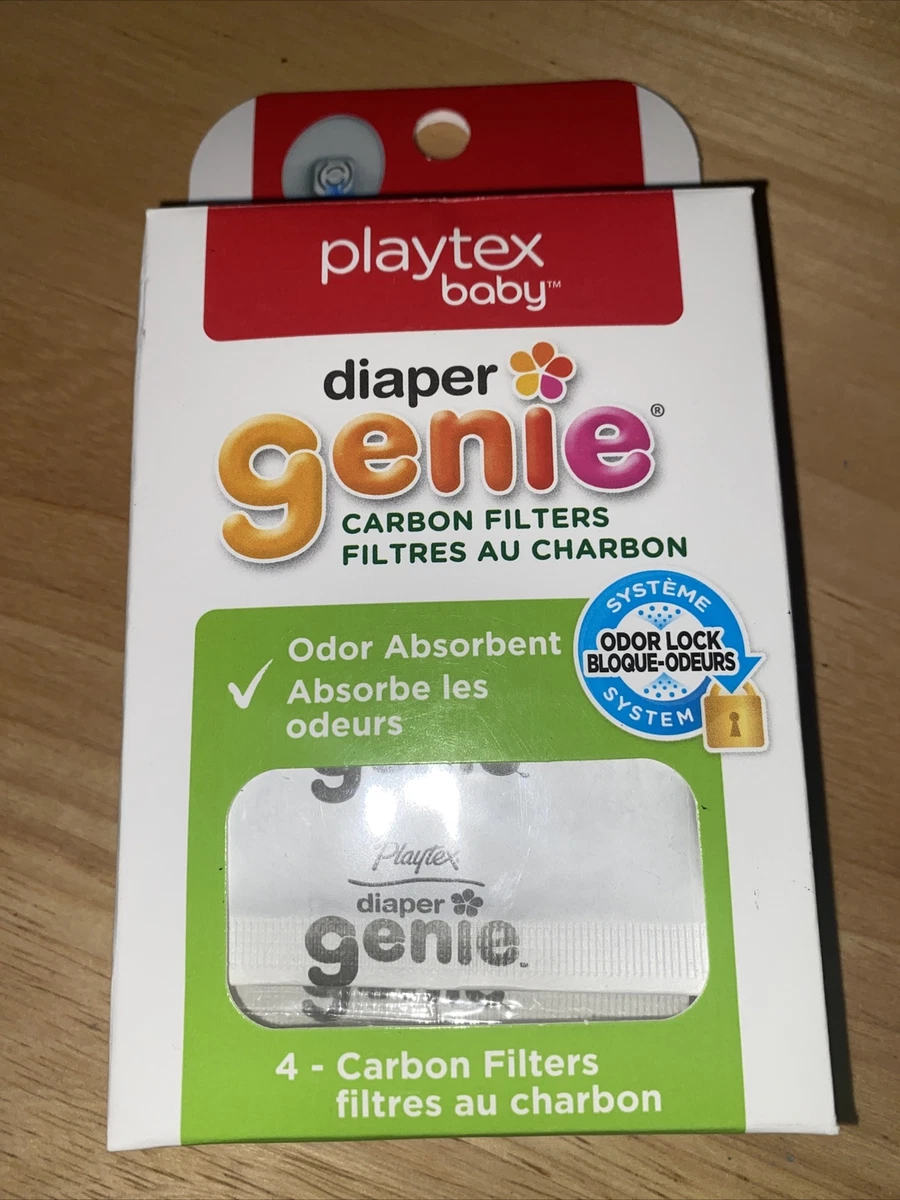 playtex
baby™
diaper
genie®
CARBON FILTERS
FILTRES AU CHARBON
Odor Absorbent
Absorbe les
odeurs
SYSTÈME
ODOR LOCK
BLOQUE-ODEURS
SYSTEM
genie
Playtex
diaper
genie™
4 - Carbon Filters
filtres au charbon